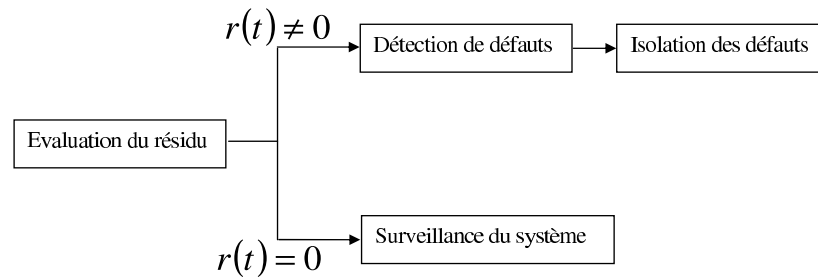 r(t) ≠ 0
Détection de défauts
Isolation des défauts
Evaluation du résidu
Surveillance du système
r(t) = 0